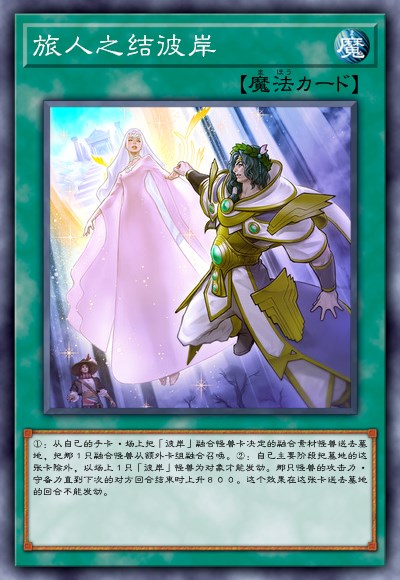 旅人之结彼岸
魔
【魔法カード】
①：从自己的手卡・场上把「彼岸」融合怪兽卡决定的融合素材怪兽送去墓
地，把那１只融合怪兽从额外卡组融合召唤。②：自己主要阶段把墓地的这
张卡除外，以场上１只「彼岸」怪兽为对象才能发动。那只怪兽的攻击力・
守备力直到下次的对方回合结束时上升８００。这个效果在这张卡送去墓地
的回合不能发动。